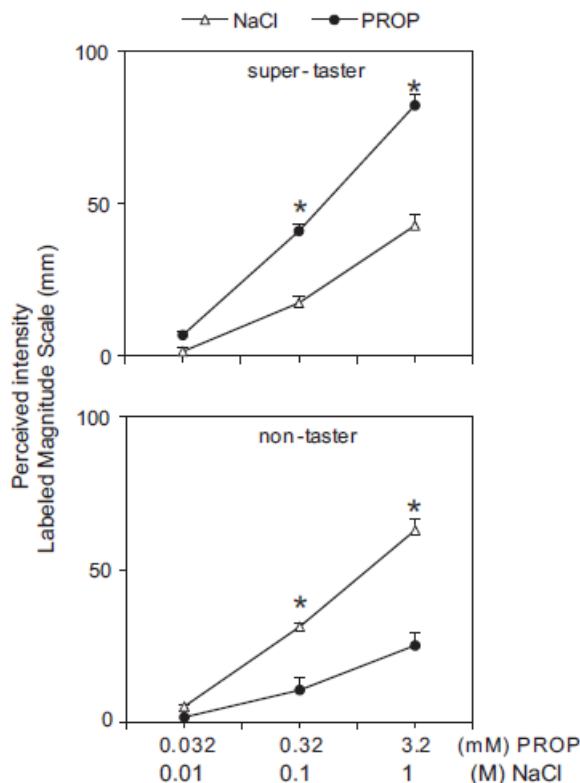 NaCl PROP
100
super-taster
*
*
50
0
Perceived intensity
Labeled Magnitude Scale (mm)
100
non-taster
*
*
50
0
0.032 0.32 3.2 (mM) PROP
0.01 0.1 1 (M) NaCl